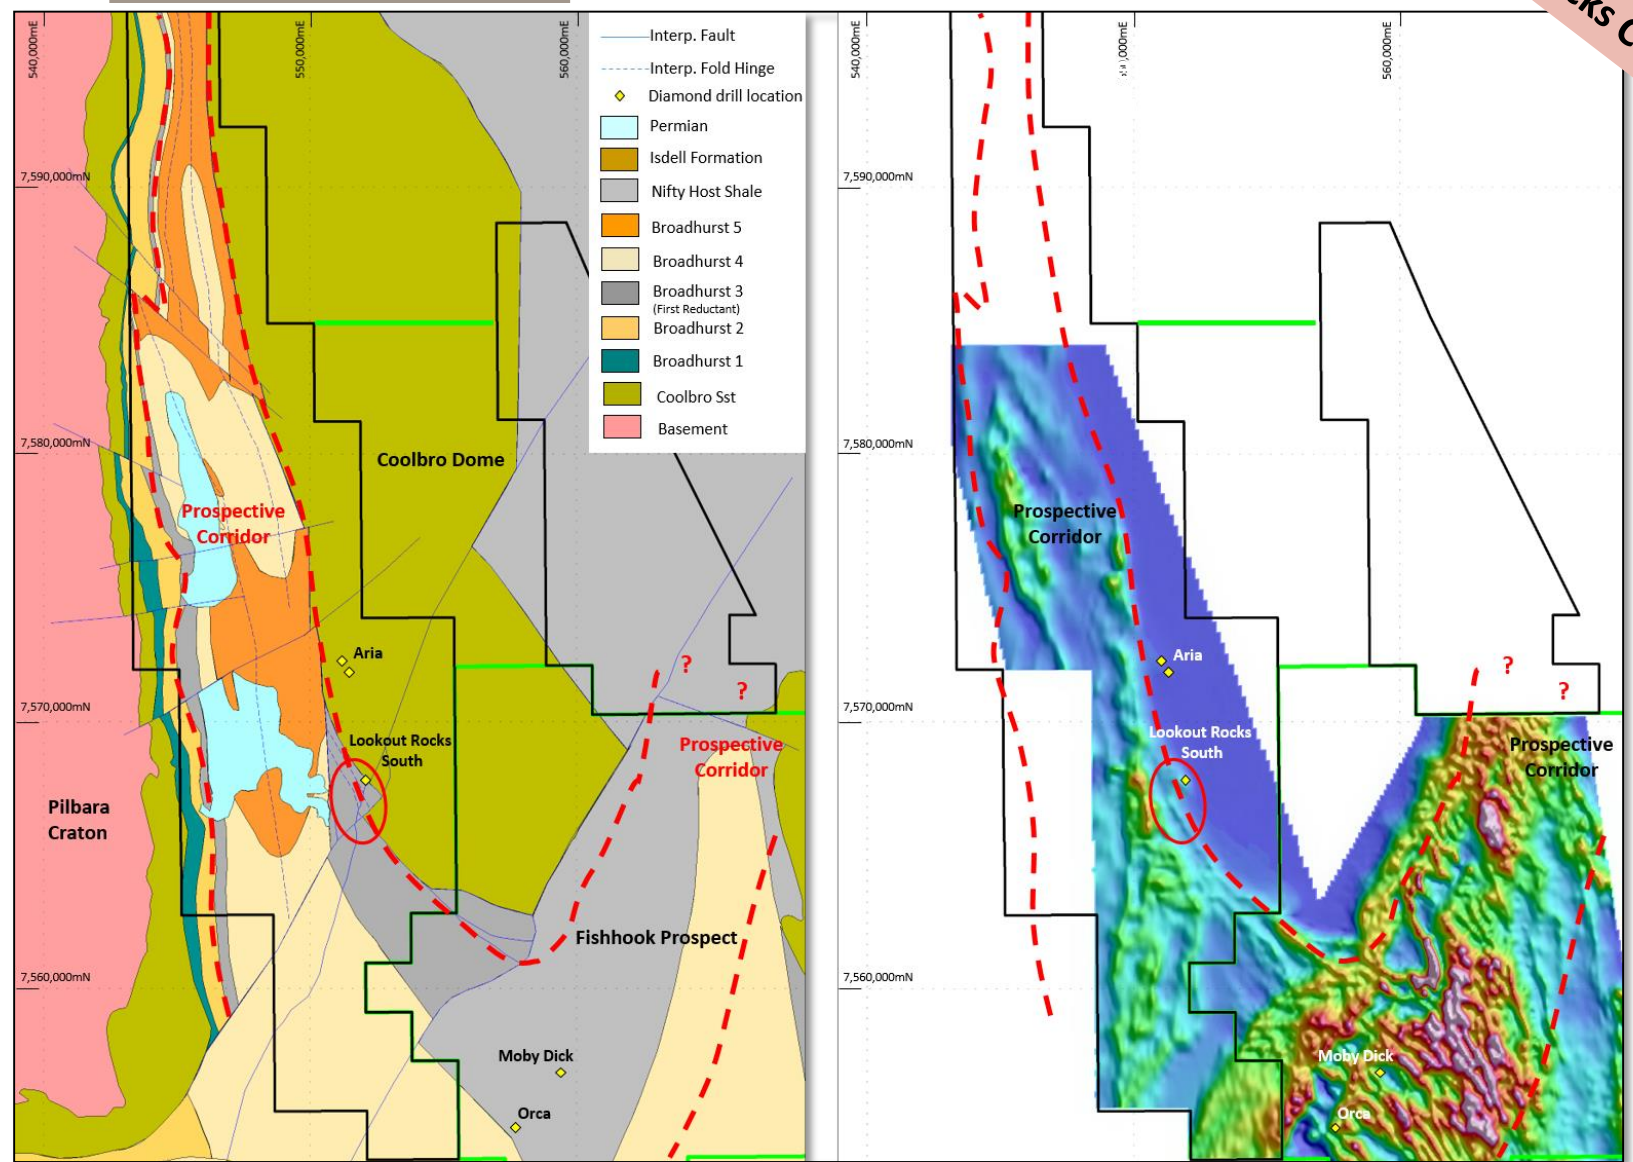 cks C
540,000mE
550,000mE
560,000mE
Interp. Fault
Interp. Fold Hinge
Diamond drill location
Permian
Isdell Formation
Nifty Host Shale
Broadhurst 5
Broadhurst 4
Broadhurst 3
(First Reductant)
Broadhurst 2
Broadhurst 1
Coolbro Sst
Basement
7,590,000mN
7,580,000mN
7,570,000mN
7,560,000mN
Coolbro Dome
Prospective
Corridor
Aria
Lookout Rocks
South
?
?
Prospective
Corridor
Pilbara
Craton
Fishhook Prospect
Moby Dick
Orca
540,000mE
,000mE
560,000mE
7,590,000mN
7,580,000mN
7,570,000mN
7,560,000mN
Prospective
Corridor
Aria
Lookout Rocks
South
?
?
Prospective
Corridor
Moby Dick
Orca